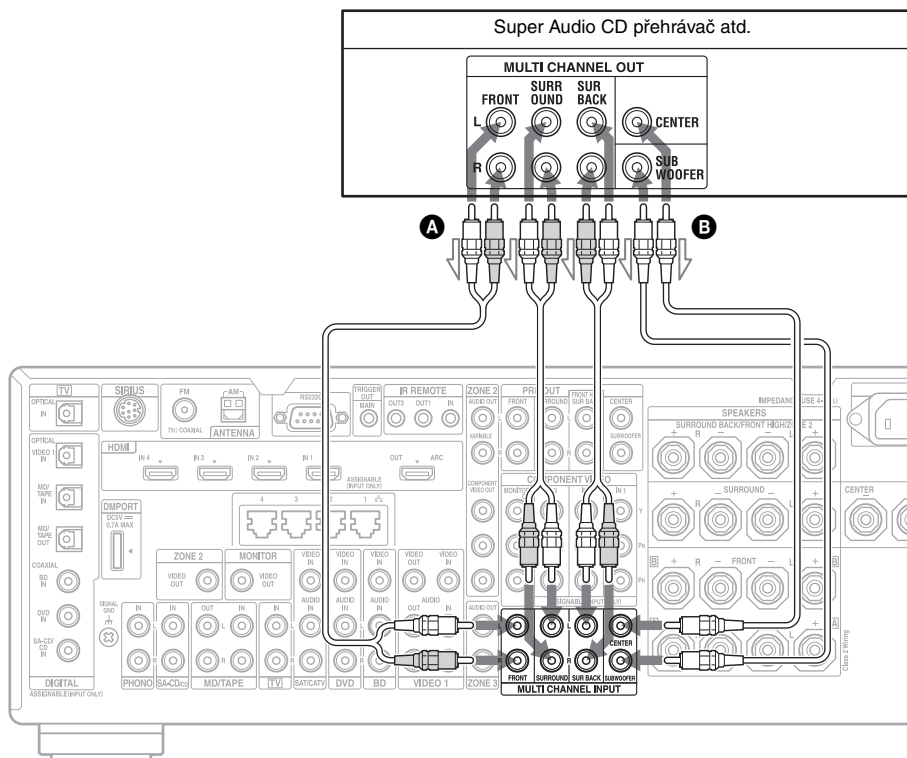 Super Audio CD přehrávač atd.
MULTI CHANNEL OUT
FRONT
SURR OUND
SUR BACK
L
CENTER
R
SUB WOOFER
A
B
TV
OPTICAL IN
SIRIUS
FM
75Ω COAXIAL
AM
ANTENNA
RS232C
TRIGGER OUT
MAIN
IR REMOTE
OUT2 OUT1 IN
ZONE 2
AUDIO OUT
VARIABLE
FRONT
CENTER
SUBWOOFER
SPEAKERS
SURROUND BACK/FRONT HIGH/ZONE 2
+ R − − L +
OPTICAL
VIDEO 1 IN
HDMI
IN 4 IN 3 IN 2 IN 1
ASSIGNABLE (INPUT ONLY)
OUT ARC
COMPONENT VIDEO OUT
COMPONENT VIDEO
IN 1
Y
PB
PR
+ − SURROUND − +
CENTER
MD/TAPE IN
MD/TAPE OUT
DMPORT
DC5V
0.7A MAX
4 3 2 1
ZONE 2
VIDEO OUT
MONITOR
VIDEO OUT
VIDEO IN
VIDEO IN
VIDEO IN
VIDEO OUT
VIDEO IN
B + R − FRONT − L + B
COAXIAL
BD IN
DVD IN
SA-CD/CD IN
SIGNAL GND
IN IN OUT IN IN
AUDIO IN
AUDIO IN
AUDIO IN
AUDIO OUT
AUDIO IN
AUDIO OUT
L
R
L
R
CENTER
A
Class 2 Wiring
DIGITAL
ASSIGNABLE (INPUT ONLY)
PHONO SA-CD/CD MD/TAPE TV SAT/CATV DVD BD VIDEO 1 ZONE 3
FRONT SURROUND SUR BACK SUBWOOFER
MULTI CHANNEL INPUT